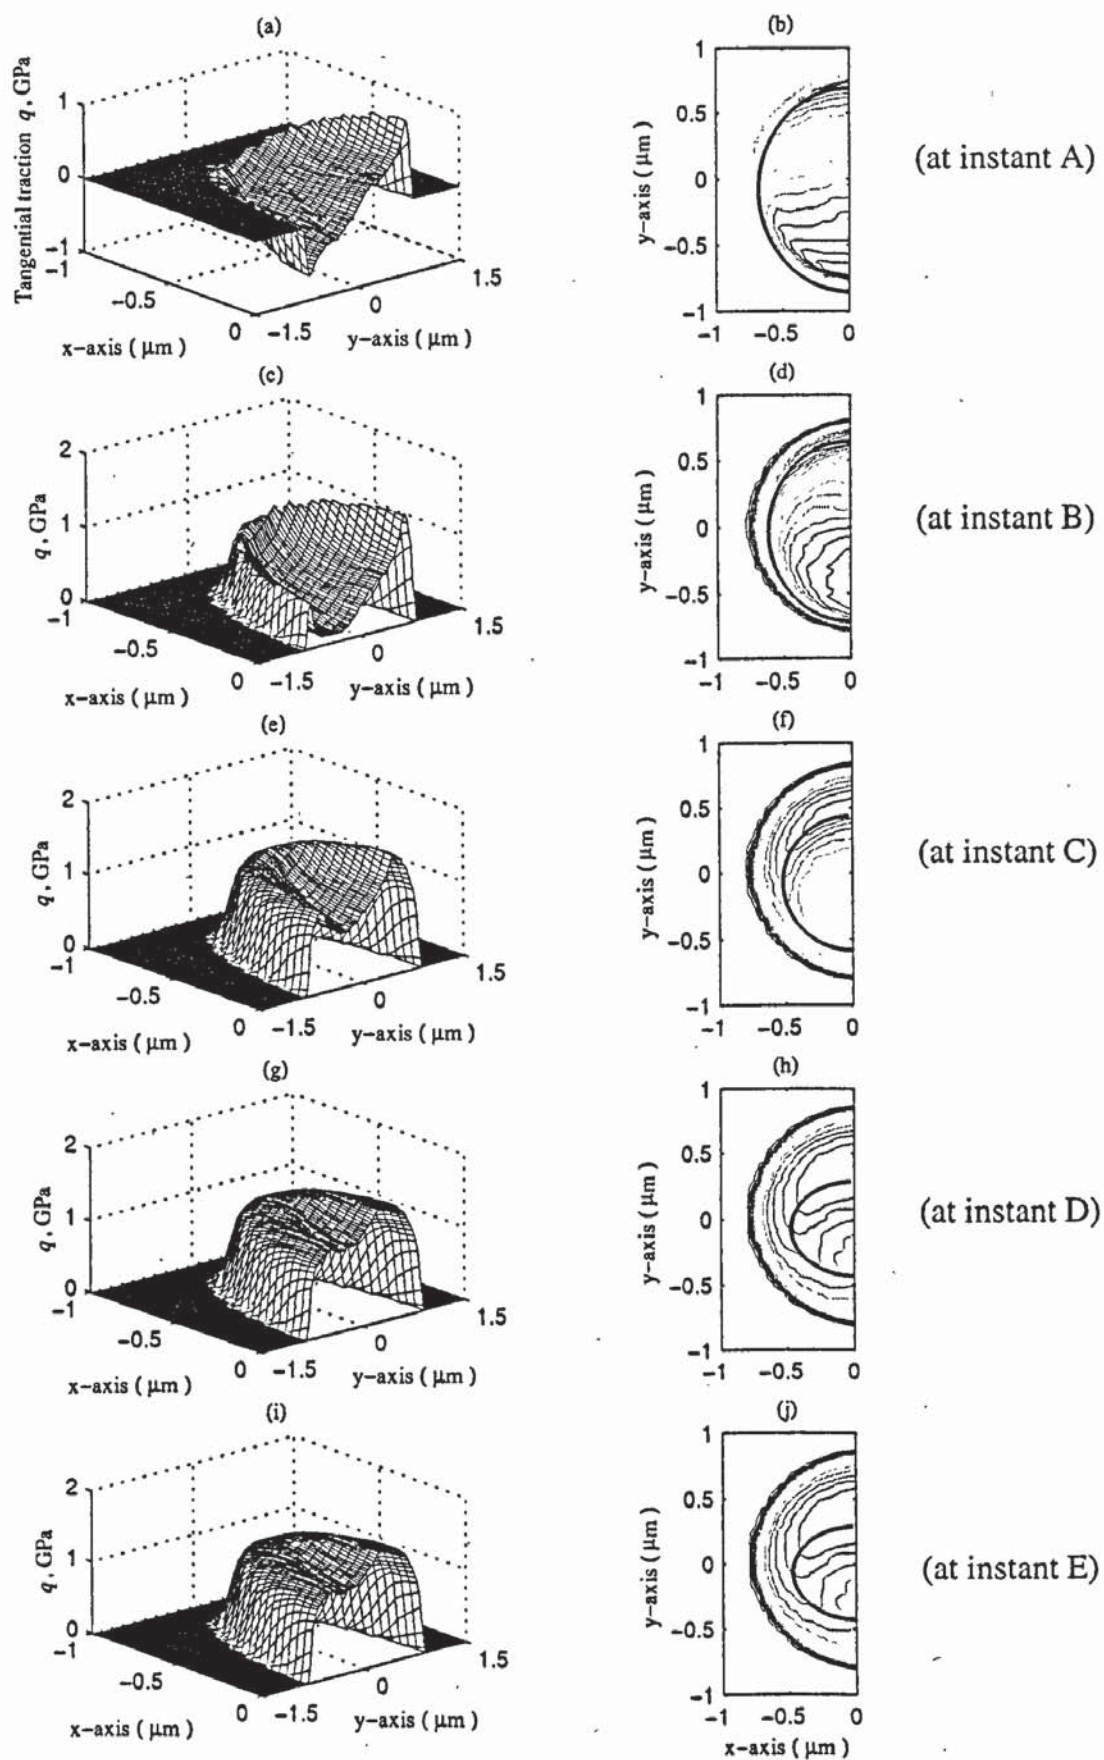 (a)
(b)
Tangential traction q, GPa
1
0
-1
-1
-0.5
0
-1.5
0
1.5
x-axis ( μm )
y-axis ( μm )
y-axis ( μm )
1
0.5
0
-0.5
-1
-1
-0.5
0
(at instant A)
(c)
(d)
q, GPa
2
1
0
-1
-0.5
0
-1.5
0
1.5
x-axis ( μm )
y-axis ( μm )
y-axis ( μm )
1
0.5
0
-0.5
-1
-1
-0.5
0
(at instant B)
(e)
(f)
q, GPa
2
1
0
-1
-0.5
0
-1.5
0
1.5
x-axis ( μm )
y-axis ( μm )
y-axis ( μm )
1
0.5
0
-0.5
-1
-1
-0.5
0
(at instant C)
(g)
(h)
q, GPa
2
1
0
-1
-0.5
0
-1.5
0
1.5
x-axis ( μm )
y-axis ( μm )
y-axis ( μm )
1
0.5
0
-0.5
-1
-1
-0.5
0
(at instant D)
(i)
(j)
q, GPa
2
1
0
-1
-0.5
0
-1.5
0
1.5
x-axis ( μm )
y-axis ( μm )
y-axis ( μm )
1
0.5
0
-0.5
-1
-1
-0.5
0
x-axis ( μm )
(at instant E)